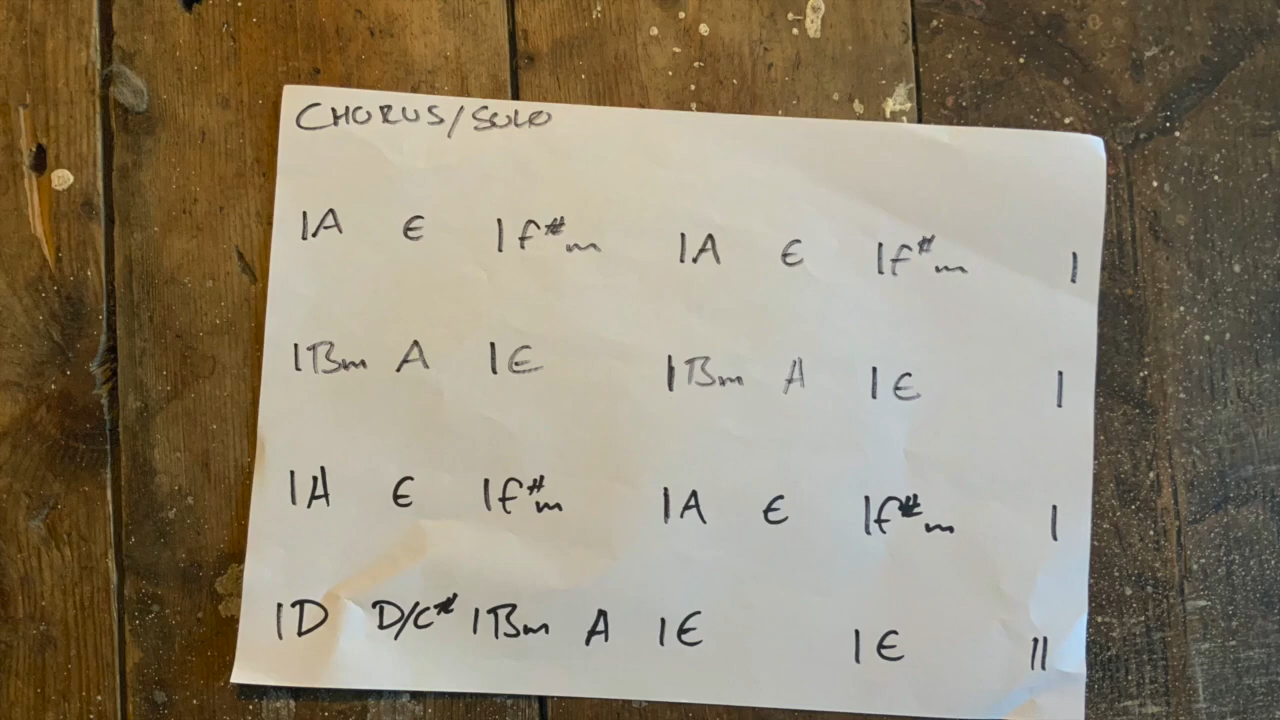 CHORUS/SOLO
|A E |F#m |A E |F#m |
|Bm A |E |Bm A |E |
|A E |F#m |A E |F#m |
|D D/C# |Bm A |E |E ||